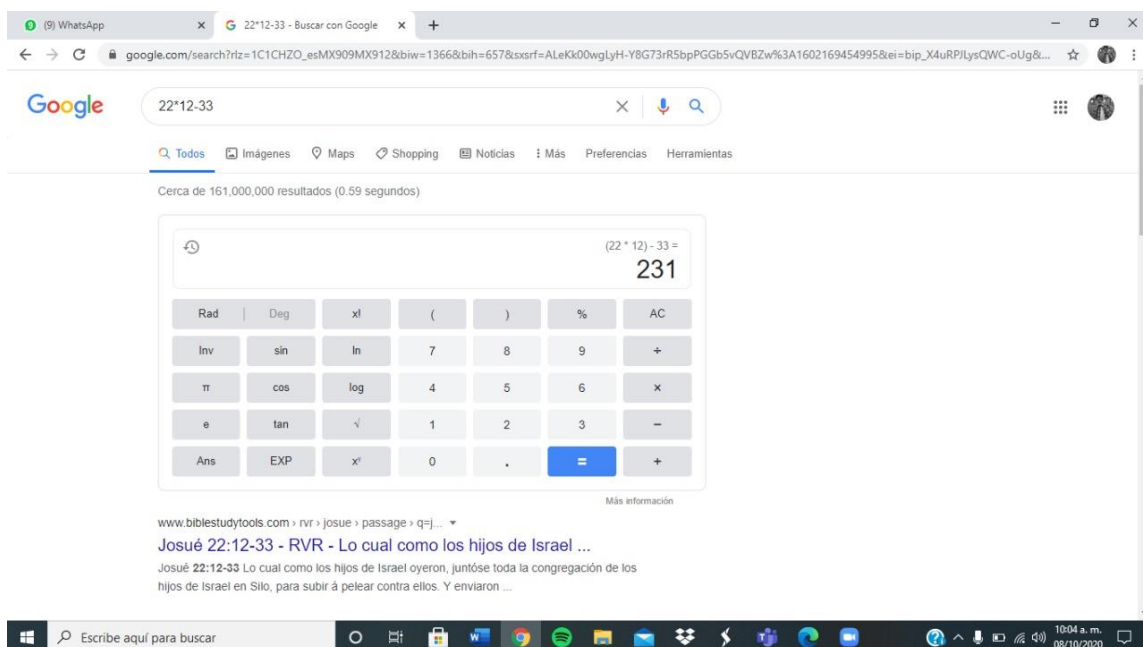 (9) WhatsApp
22*12-33 - Buscar con Google
google.com/search?rlz=1C1CHZO_esMX909MX912&biw=1366&bih=657&sxsrf=ALeKk00wgLyH-Y8G73rR5bpPGGb5vQVBZw%3A1602169454995&ei=bip_X4uRPJLysQWC-oUg&...
Google
22*12-33
Todos Imágenes Maps Shopping Noticias Más Preferencias Herramientas
Cerca de 161,000,000 resultados (0.59 segundos)
(22 * 12) - 33 =
231
Rad | Deg x! ( ) % AC
Inv sin ln 7 8 9 ÷
π cos log 4 5 6 ×
e tan √ 1 2 3 −
Ans EXP xʸ 0 . = +
Más información
www.biblestudytools.com › rvr › josue › passage › q=j...
Josué 22:12-33 - RVR - Lo cual como los hijos de Israel ...
Josué 22:12-33 Lo cual como los hijos de Israel oyeron, juntóse toda la congregación de los
hijos de Israel en Silo, para subir á pelear contra ellos. Y enviaron ...
Escribe aquí para buscar
10:04 a. m.
08/10/2020